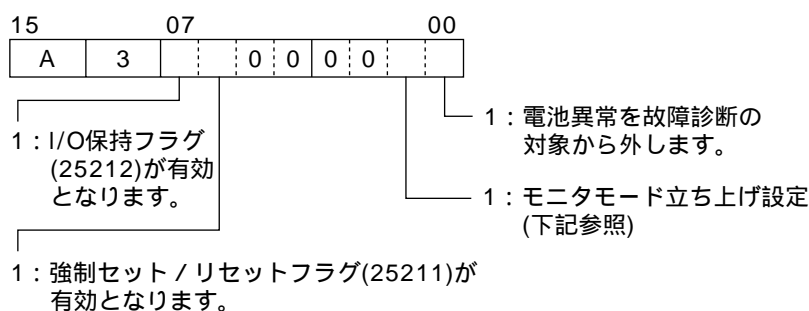 15 07 00
A 3 0 0 0 0
1：I/O保持フラグ
(25212)が有効
となります。
1：電池異常を故障診断の
対象から外します。
1：モニタモード立ち上げ設定
(下記参照)
1：強制セット / リセットフラグ(25211)が
有効となります。